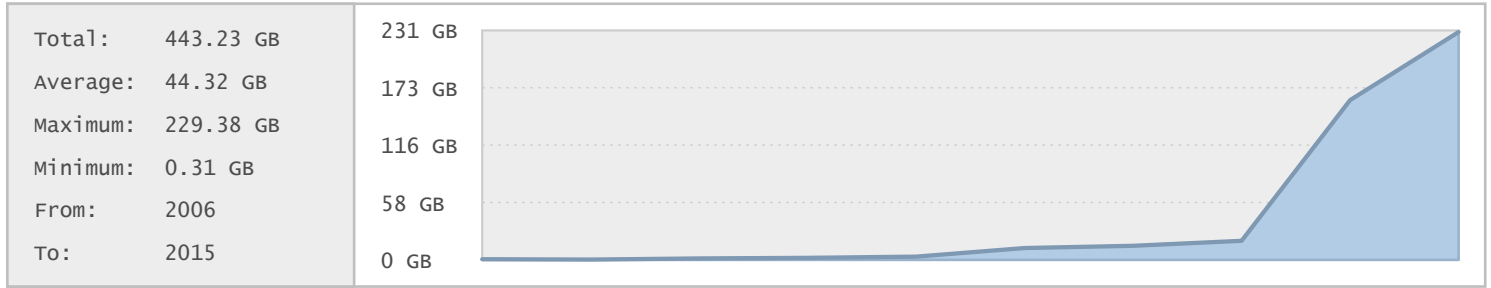 Total: 443.23 GB
Average: 44.32 GB
Maximum: 229.38 GB
Minimum: 0.31 GB
From: 2006
To: 2015
231 GB
173 GB
116 GB
58 GB
0 GB